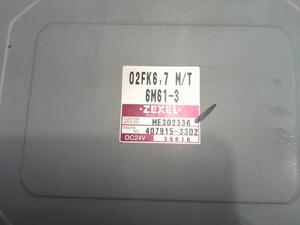 02FK6,7 M/T
6M61-3
·ZEXEL·
ME302336
407915-3302
DC24V 38616